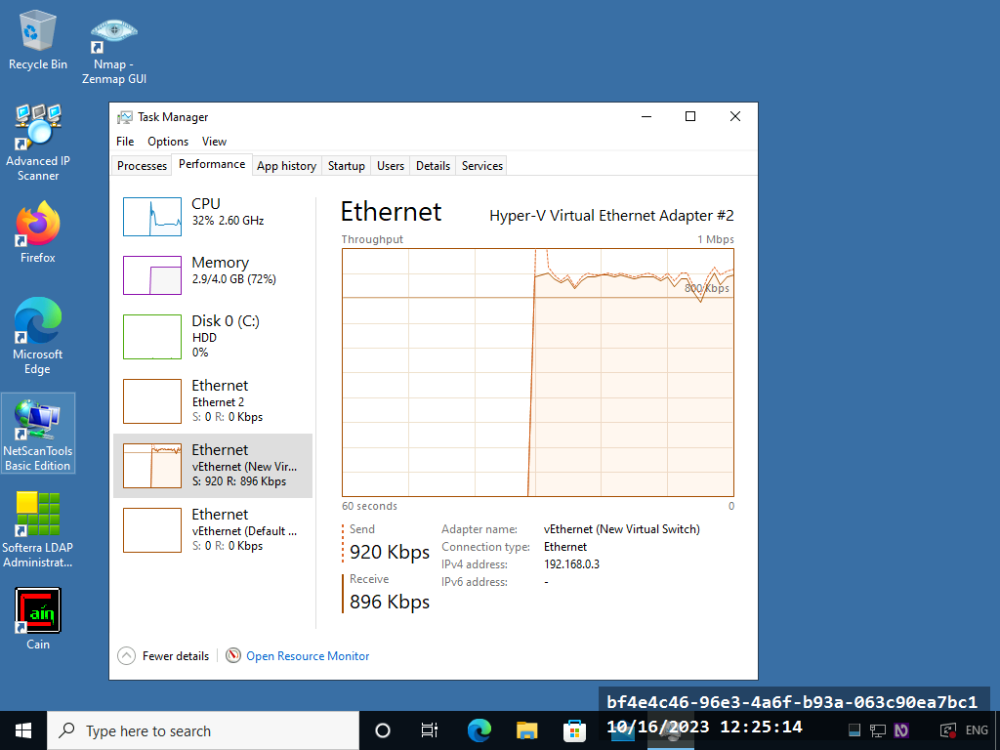 Recycle Bin
Nmap -
Zenmap GUI
Advanced IP
Scanner
Firefox
Microsoft
Edge
NetScanTools
Basic Edition
Softerra LDAP
Administrat...
Cain
Cain
Task Manager
File Options View
Processes Performance App history Startup Users Details Services
CPU
32% 2.60 GHz
Memory
2.9/4.0 GB (72%)
Disk 0 (C:)
HDD
0%
Ethernet
Ethernet 2
S: 0 R: 0 Kbps
Ethernet
vEthernet (New Vir...
S: 920 R: 896 Kbps
Ethernet
vEthernet (Default ...
S: 0 R: 0 Kbps
Ethernet Hyper-V Virtual Ethernet Adapter #2
Throughput 1 Mbps
800 Kbps
60 seconds 0
Send
920 Kbps
Receive
896 Kbps
Adapter name: vEthernet (New Virtual Switch)
Connection type: Ethernet
IPv4 address: 192.168.0.3
IPv6 address: -
Fewer details Open Resource Monitor
bf4e4c46-96e3-4a6f-b93a-063c90ea7bc1
10/16/2023 12:25:14
Type here to search
ENG